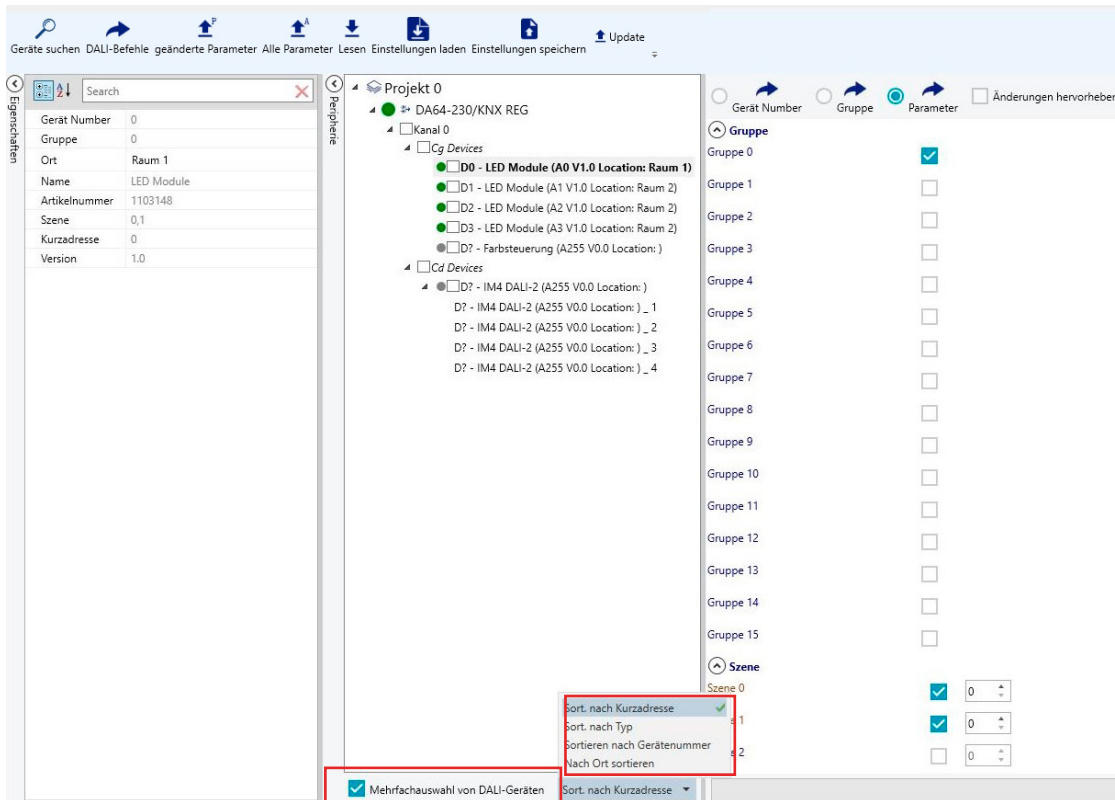 Geräte suchen DALI-Befehle geänderte Parameter Alle Parameter Lesen Einstellungen laden Einstellungen speichern Update
Eigenschaften
Search
Gerät Number 0
Gruppe 0
Ort Raum 1
Name LED Module
Artikelnummer 1103148
Szene 0,1
Kurzadresse 0
Version 1.0
Peripherie
Projekt 0
DA64-230/KNX REG
Kanal 0
Cg Devices
D0 - LED Module (A0 V1.0 Location: Raum 1)
D1 - LED Module (A1 V1.0 Location: Raum 2)
D2 - LED Module (A2 V1.0 Location: Raum 2)
D3 - LED Module (A3 V1.0 Location: Raum 2)
D? - Farbsteuerung (A255 V0.0 Location: )
Cd Devices
D? - IM4 DALI-2 (A255 V0.0 Location: )
D? - IM4 DALI-2 (A255 V0.0 Location: ) _ 1
D? - IM4 DALI-2 (A255 V0.0 Location: ) _ 2
D? - IM4 DALI-2 (A255 V0.0 Location: ) _ 3
D? - IM4 DALI-2 (A255 V0.0 Location: ) _ 4
Sort. nach Kurzadresse
Sort. nach Typ
Sortieren nach Gerätenummer
Nach Ort sortieren
Mehrfachauswahl von DALI-Geräten Sort. nach Kurzadresse
Gerät Number Gruppe Parameter Änderungen hervorheben
Gruppe
Gruppe 0
Gruppe 1
Gruppe 2
Gruppe 3
Gruppe 4
Gruppe 5
Gruppe 6
Gruppe 7
Gruppe 8
Gruppe 9
Gruppe 10
Gruppe 11
Gruppe 12
Gruppe 13
Gruppe 14
Gruppe 15
Szene
Szene 0 0
1 0
2 0